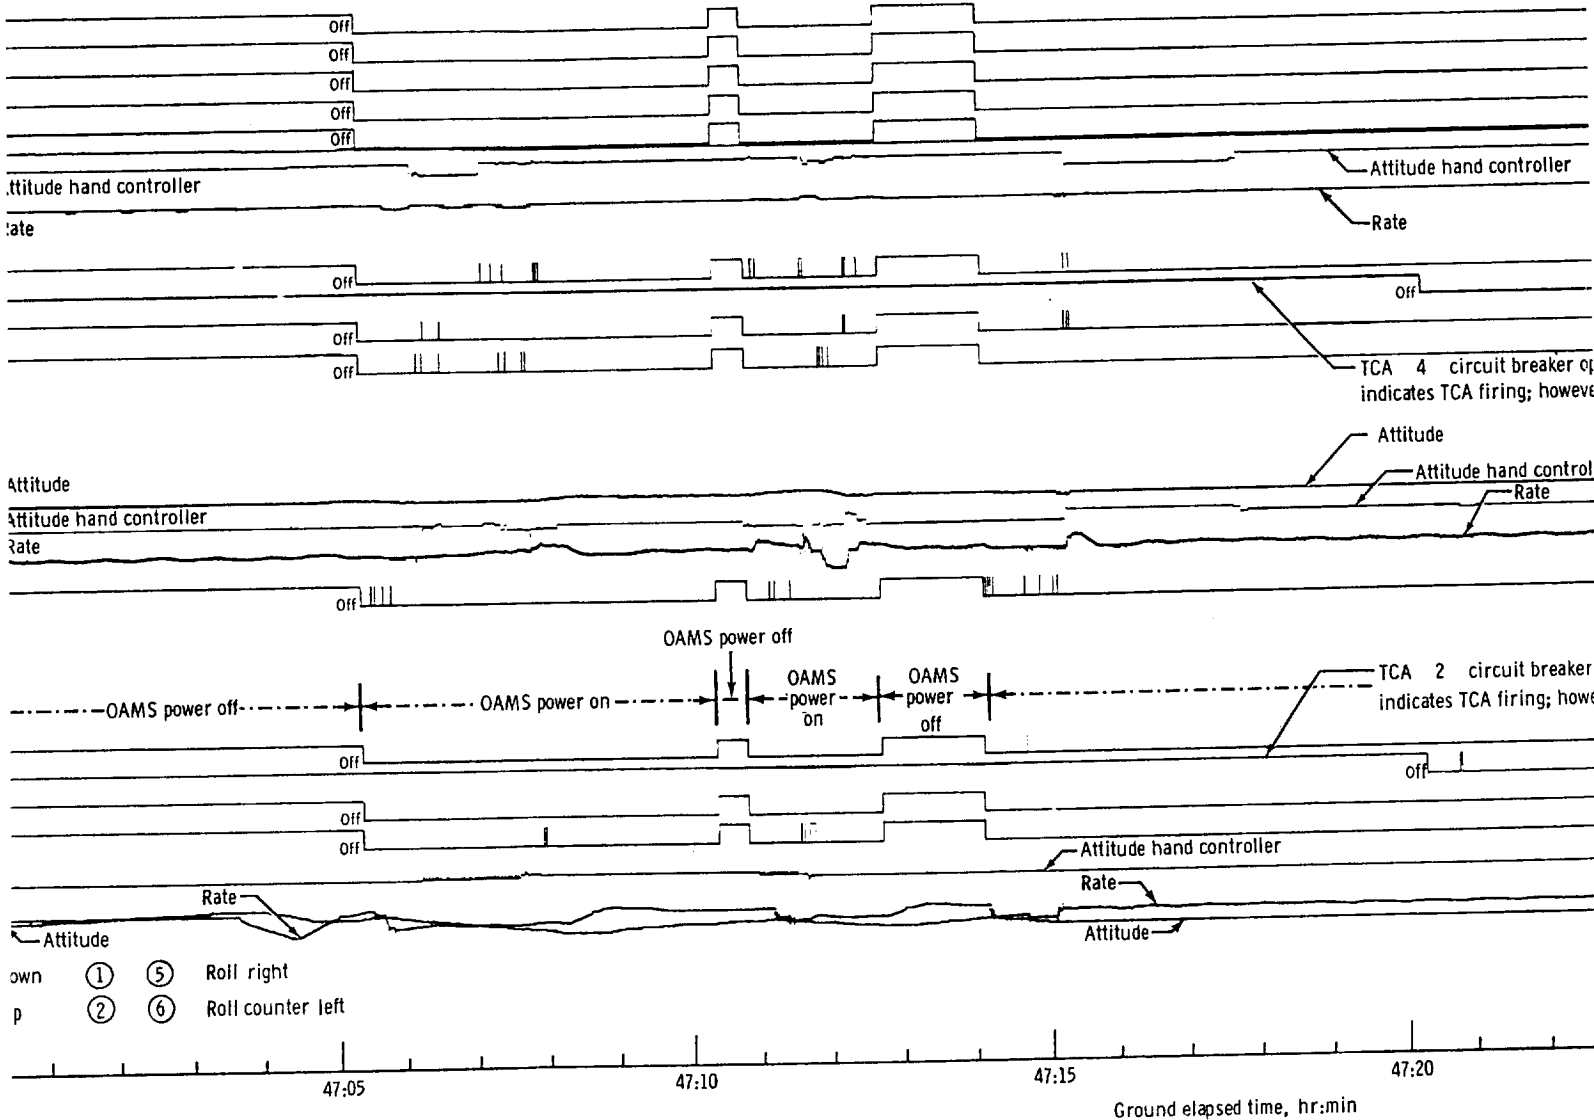 Off
Off
Off
Off
Off
Attitude hand controller
ttitude hand controller
Rate
ate
Off
Off
Off
Off
TCA 4 circuit breaker op
indicates TCA firing; howeve
Attitude
Attitude
Attitude hand control
Attitude hand controller
Rate
Rate
Off
OAMS power off
OAMS power off
OAMS power on
OAMS
power
on
OAMS
power
off
TCA 2 circuit breaker
indicates TCA firing; howe
Off
Off
Off
Off
Attitude hand controller
Rate
Rate
Attitude
Attitude
own 1 5 Roll right
p 2 6 Roll counter left
47:05 47:10 47:15 47:20
Ground elapsed time, hr:min